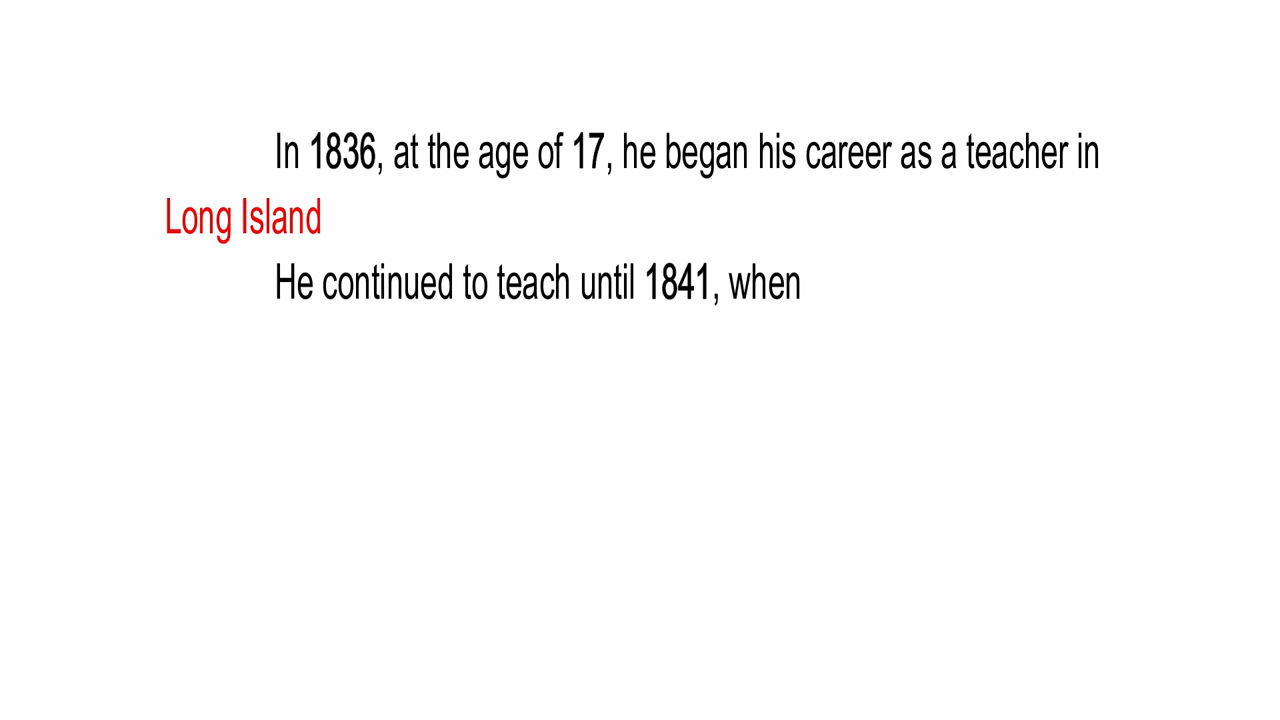 In 1836, at the age of 17, he began his career as a teacher in
Long Island
He continued to teach until 1841, when